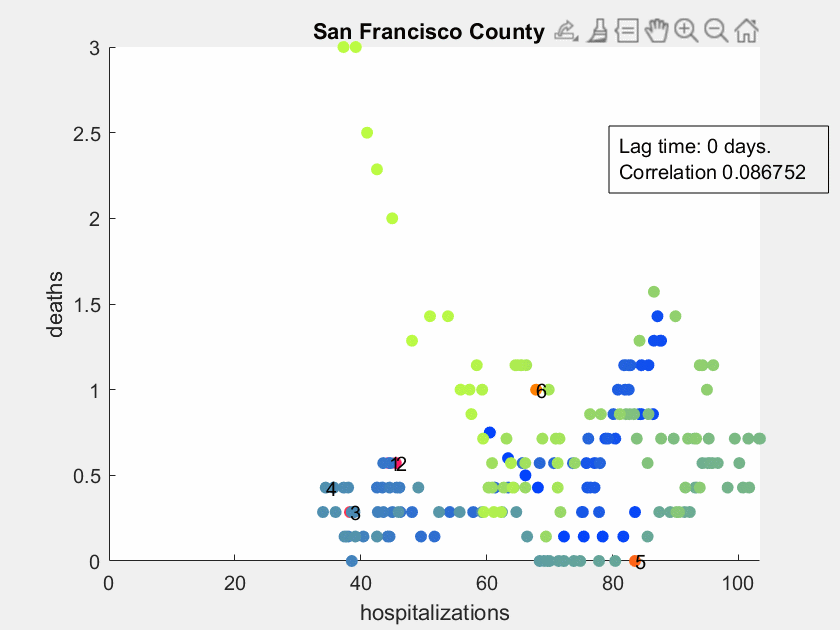 San Francisco County
3
2.5
2
1.5
1
0.5
0
deaths
Lag time: 0 days.
Correlation 0.086752
6
1 2
4
3
5
0 20 40 60 80 100
hospitalizations